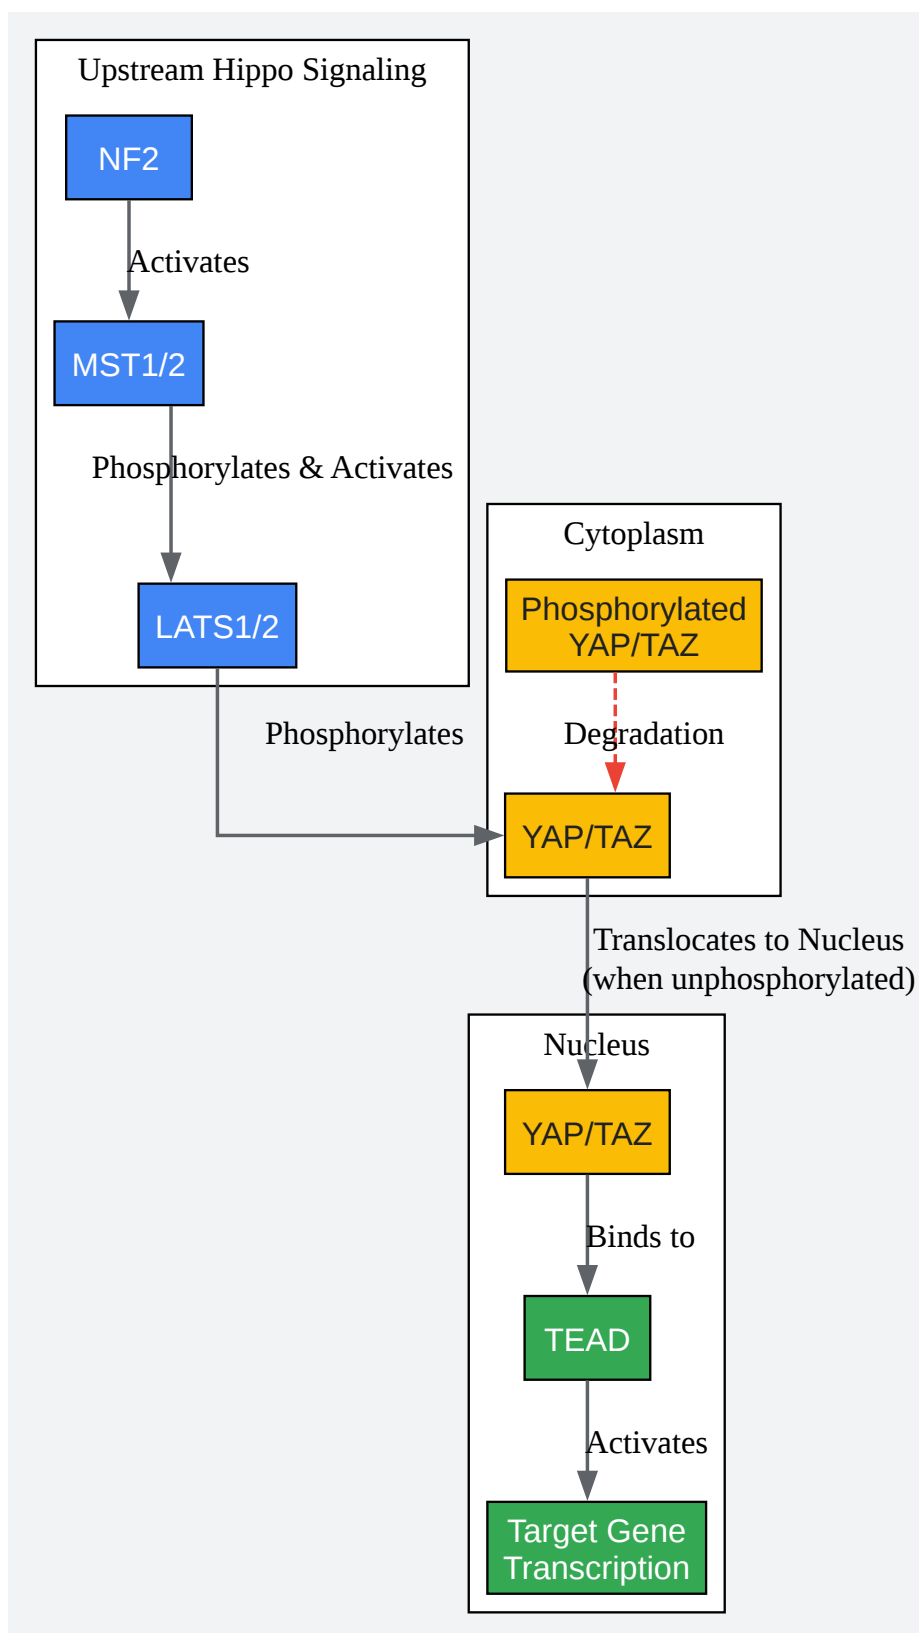 Upstream Hippo Signaling
NF2
Activates
MST1/2
Phosphorylates & Activates
LATS1/2
Phosphorylates
Cytoplasm
Phosphorylated
YAP/TAZ
Degradation
YAP/TAZ
Translocates to Nucleus
(when unphosphorylated)
Nucleus
YAP/TAZ
Binds to
TEAD
Activates
Target Gene
Transcription